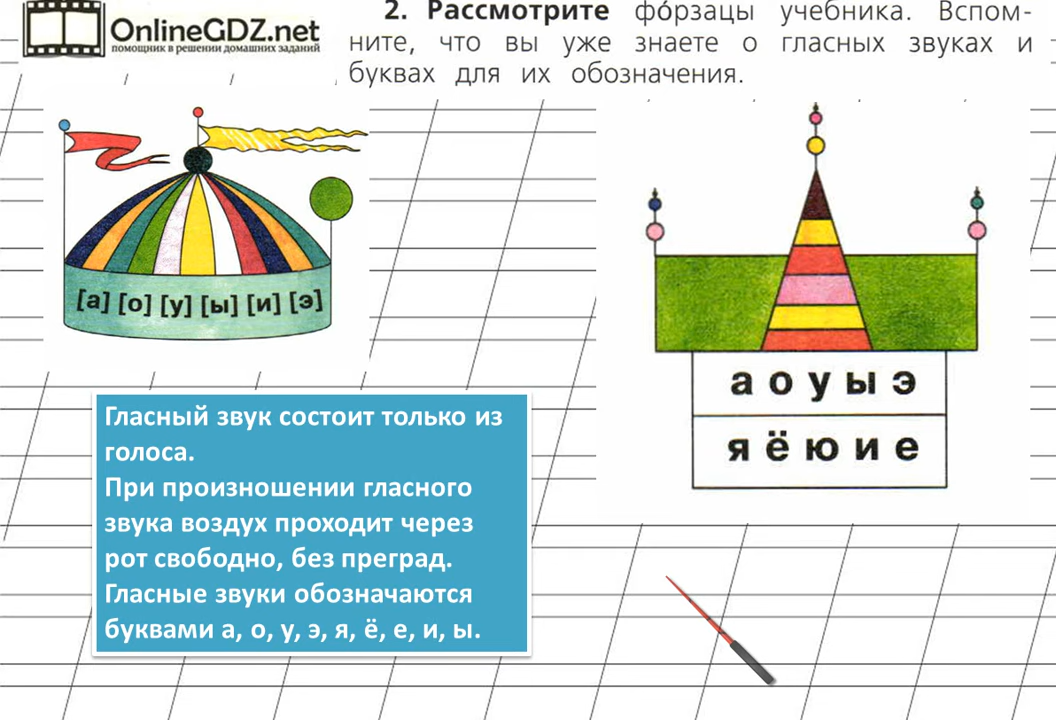 OnlineGDZ.net
помощник в решении домашних заданий
2. Рассмотрите фо́рзацы учебника. Вспом-
ните, что вы уже знаете о гласных звуках и
буквах для их обозначения.
[а] [о] [у] [ы] [и] [э]
а о у ы э
я ё ю и е
Гласный звук состоит только из
голоса.
При произношении гласного
звука воздух проходит через
рот свободно, без преград.
Гласные звуки обозначаются
буквами а, о, у, э, я, ё, е, и, ы.